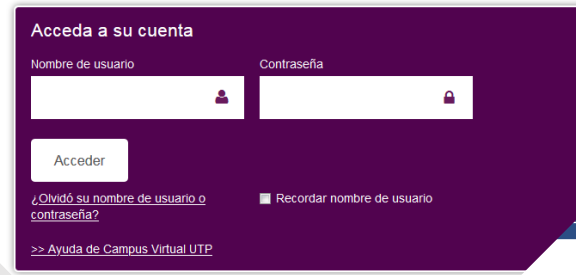 Acceda a su cuenta
Nombre de usuario Contraseña
Acceder
¿Olvidó su nombre de usuario o
contraseña?
Recordar nombre de usuario
>> Ayuda de Campus Virtual UTP